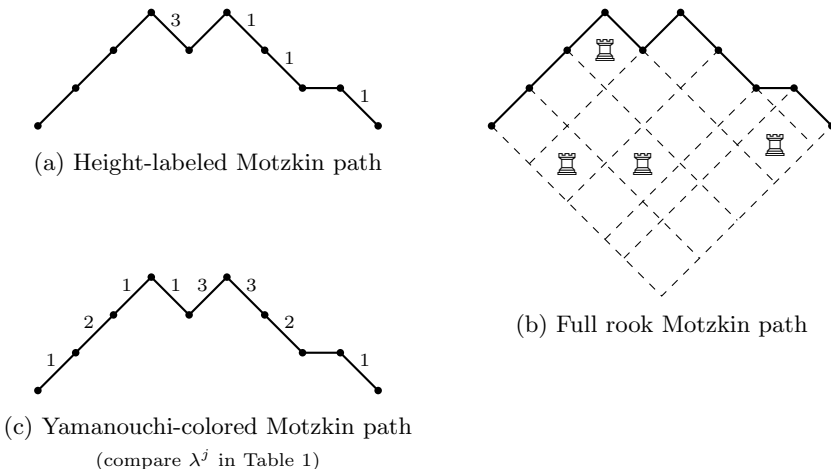 3 1 1 1
(a) Height-labeled Motzkin path
1 2 1 1 3 3 2 1
(b) Full rook Motzkin path
(c) Yamanouchi-colored Motzkin path
(compare λ^j in Table 1)